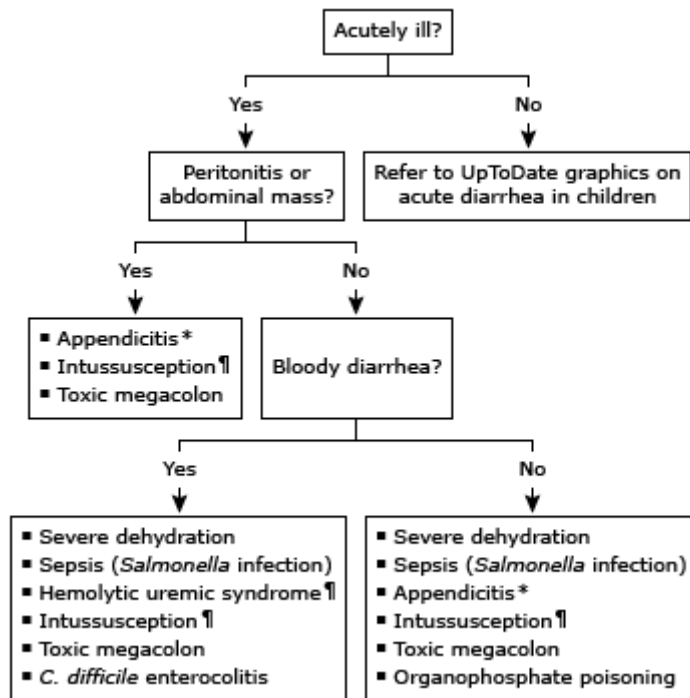 Acutely ill?
Yes
No
Peritonitis or
abdominal mass?
Refer to UpToDate graphics on
acute diarrhea in children
Yes
No
▪ Appendicitis*
▪ Intussusception¶
▪ Toxic megacolon
Bloody diarrhea?
Yes
No
▪ Severe dehydration
▪ Sepsis (Salmonella infection)
▪ Hemolytic uremic syndrome¶
▪ Intussusception¶
▪ Toxic megacolon
▪ C. difficile enterocolitis
▪ Severe dehydration
▪ Sepsis (Salmonella infection)
▪ Appendicitis*
▪ Intussusception¶
▪ Toxic megacolon
▪ Organophosphate poisoning